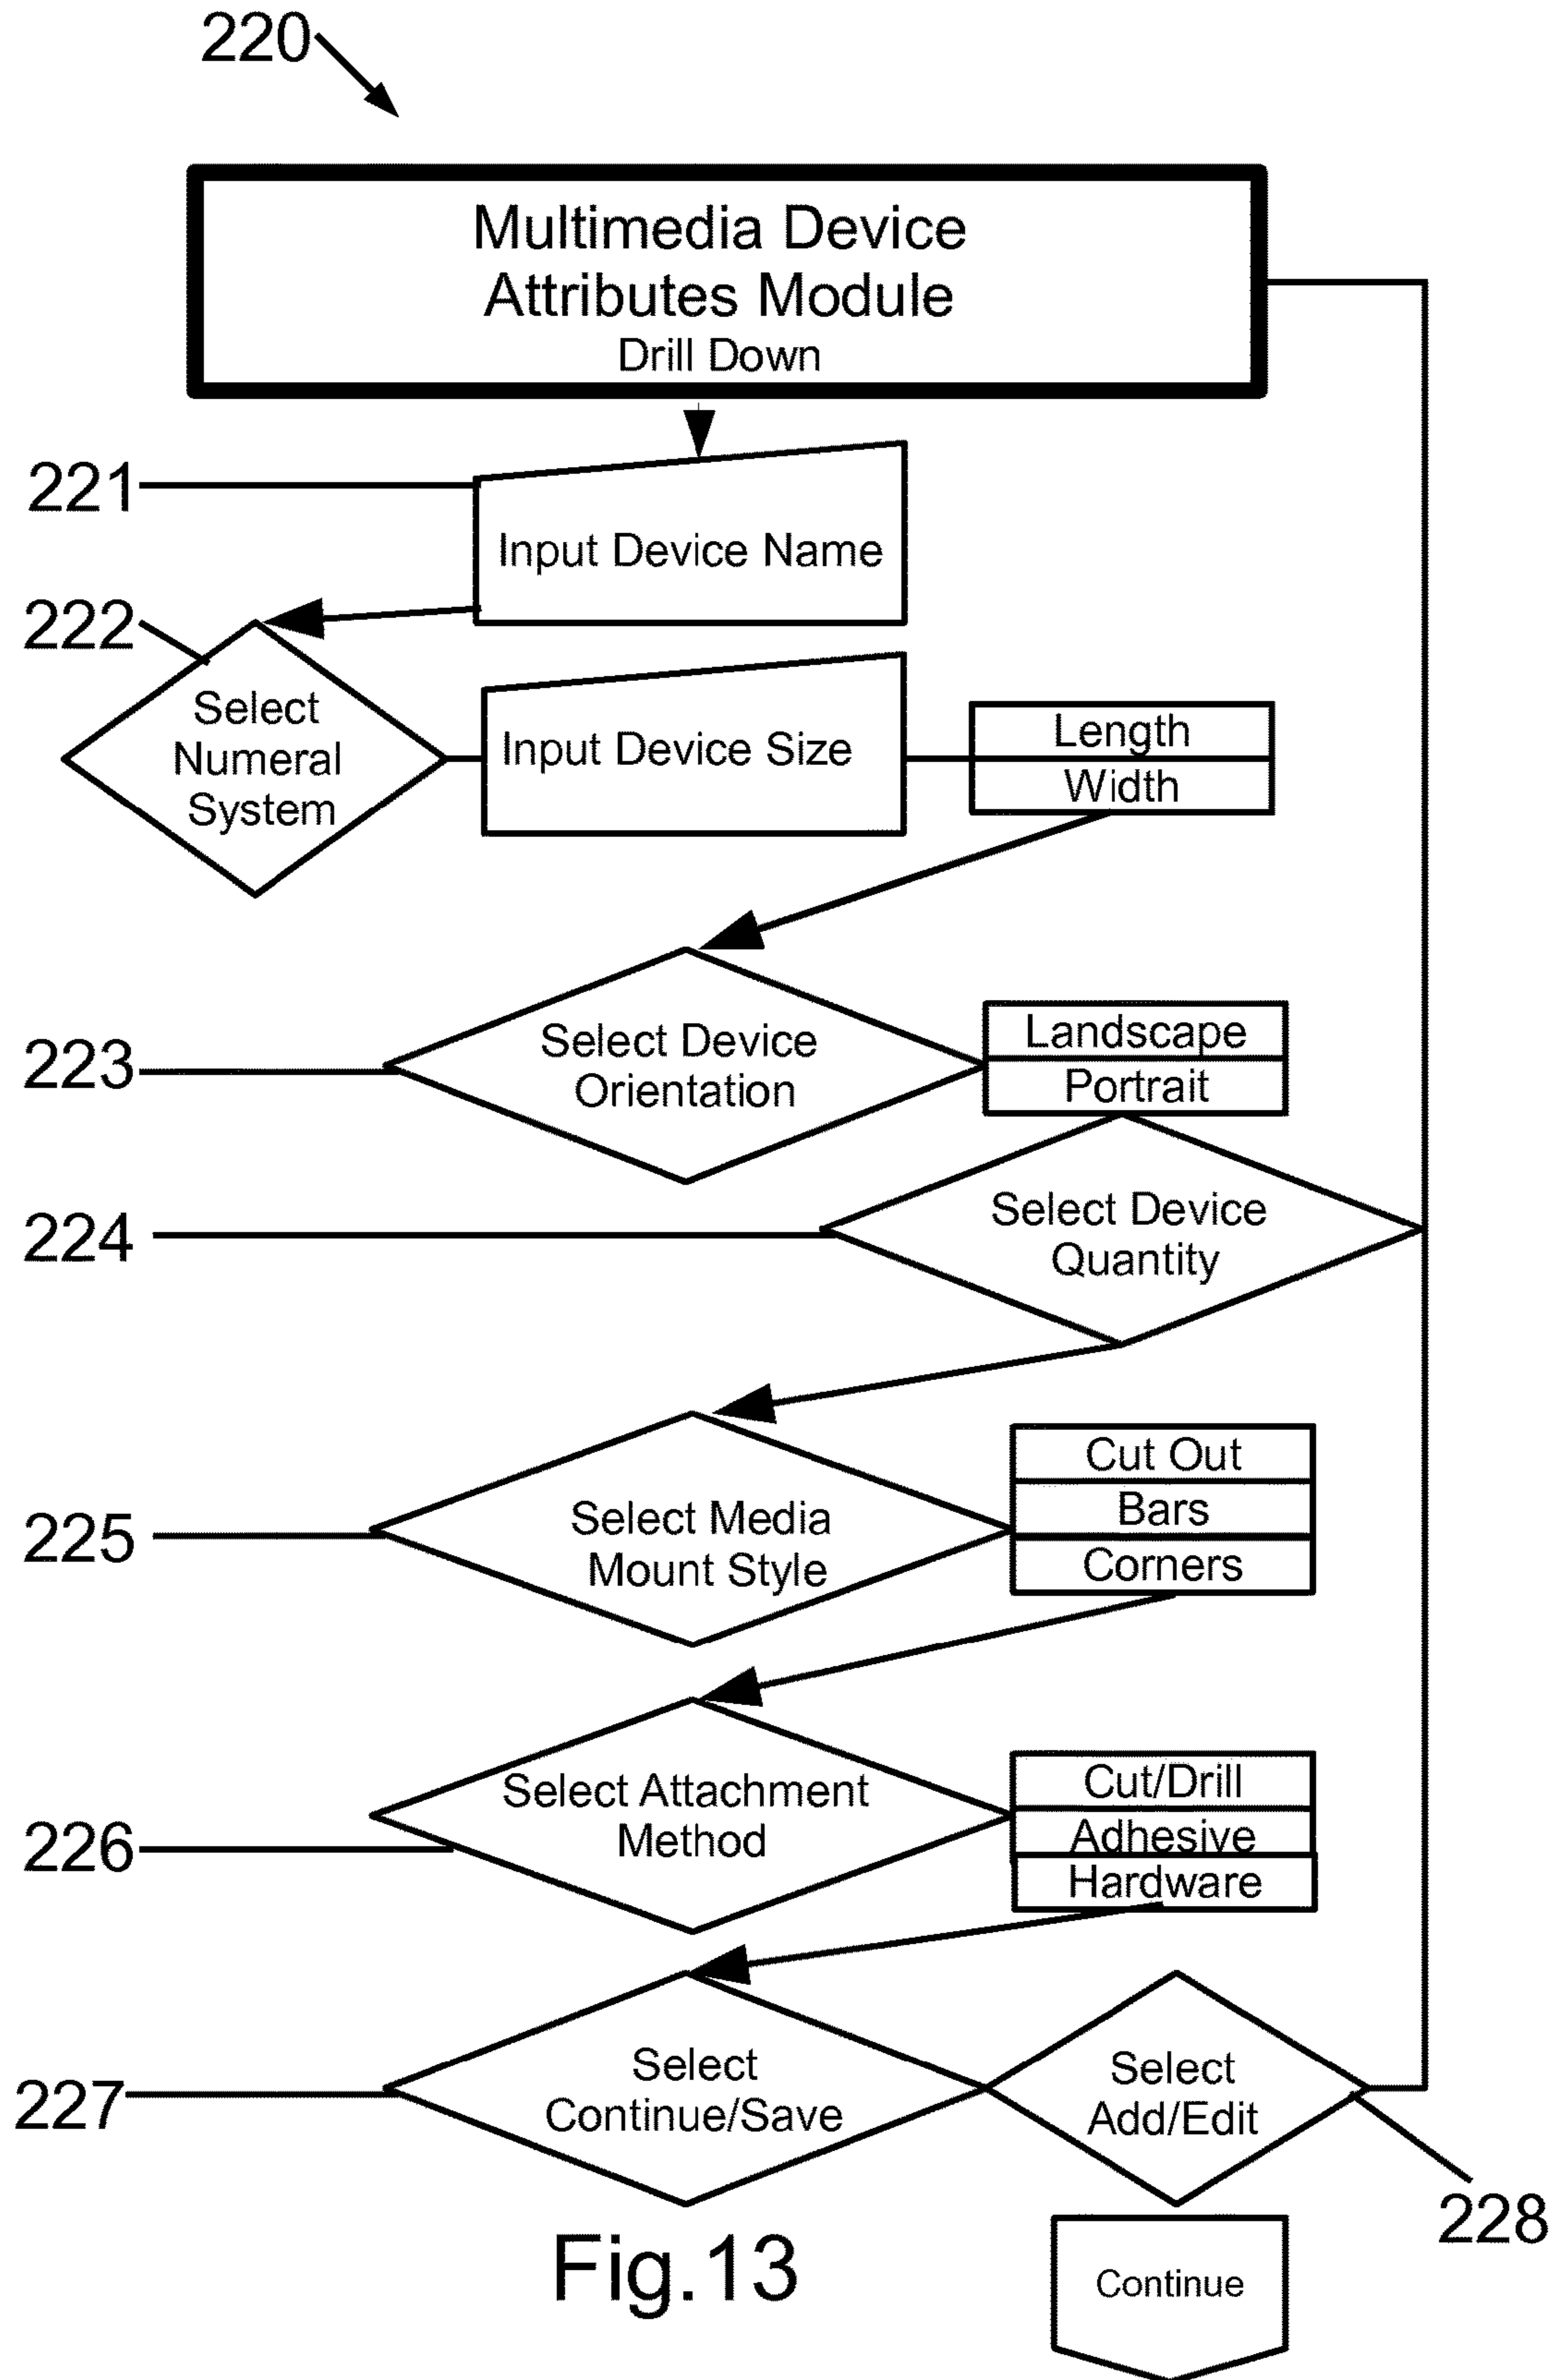 220
Multimedia Device
Attributes Module
Drill Down
221
Input Device Name
222
Select
Numeral
System
Input Device Size
Length
Width
223
Select Device
Orientation
Landscape
Portrait
224
Select Device
Quantity
225
Select Media
Mount Style
Cut Out
Bars
Corners
226
Select Attachment
Method
Cut/Drill
Adhesive
Hardware
227
Select
Continue/Save
Select
Add/Edit
228
Fig.13
Continue